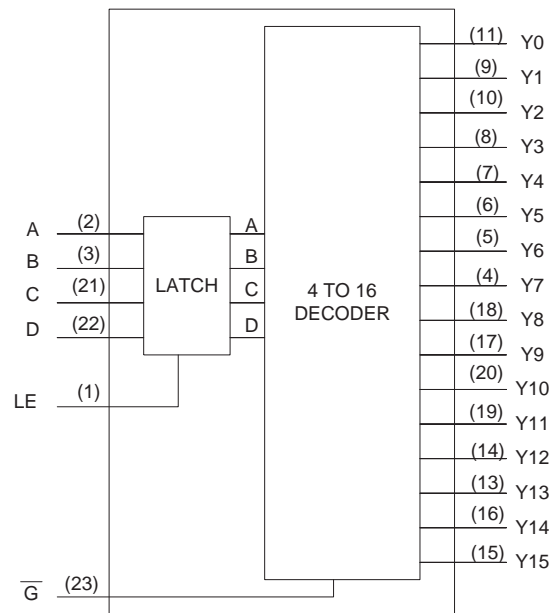 (11) Y0
(9) Y1
(10) Y2
(8) Y3
(7) Y4
(6) Y5
(5) Y6
(4) Y7
(18) Y8
(17) Y9
(20) Y10
(19) Y11
(14) Y12
(13) Y13
(16) Y14
(15) Y15
A (2)
B (3)
C (21)
D (22)
LE (1)
G̅ (23)
LATCH
A
B
C
D
4 TO 16
DECODER